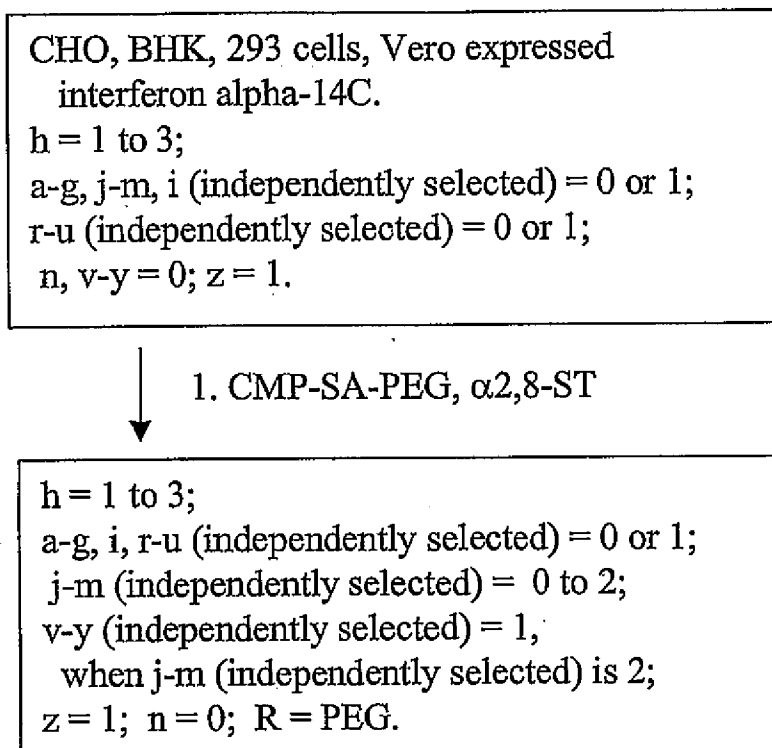 CHO, BHK, 293 cells, Vero expressed
interferon alpha-14C.
h = 1 to 3;
a-g, j-m, i (independently selected) = 0 or 1;
r-u (independently selected) = 0 or 1;
n, v-y = 0; z = 1.
1. CMP-SA-PEG, α2,8-ST
h = 1 to 3;
a-g, i, r-u (independently selected) = 0 or 1;
j-m (independently selected) = 0 to 2;
v-y (independently selected) = 1,
when j-m (independently selected) is 2;
z = 1; n = 0; R = PEG.